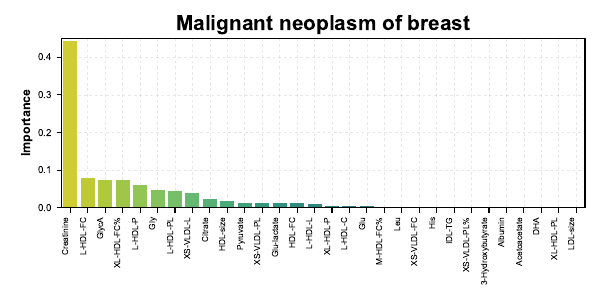 Malignant neoplasm of breast
Importance
0.4
0.3
0.2
0.1
0.0
Creatinine
L-HDL-FC
GlycA
XL-HDL-FC%
L-HDL-P
Gly
L-HDL-PL
XS-VLDL-L
Citrate
HDL-size
Pyruvate
XS-VLDL-PL
Glu-lactate
HDL-FC
L-HDL-L
XL-HDL-P
L-HDL-C
Glu
M-HDL-FC%
Leu
XS-VLDL-FC
His
IDL-TG
XS-VLDL-PL%
3-Hydroxybutyrate
Albumin
Acetoacetate
DHA
XL-HDL-PL
LDL-size